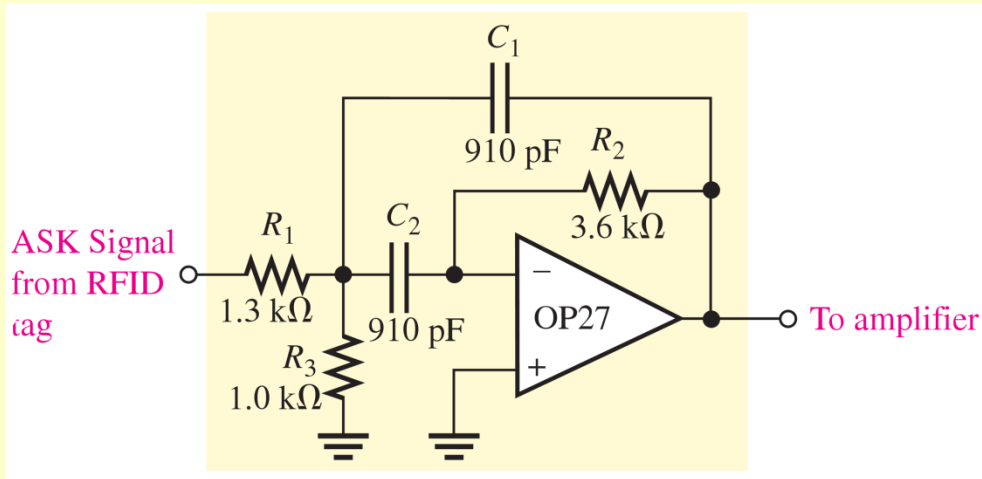 C1
910 pF
R2
3.6 kΩ
ASK Signal
from RFID
tag
R1
1.3 kΩ
C2
910 pF
R3
1.0 kΩ
−
OP27
+
To amplifier